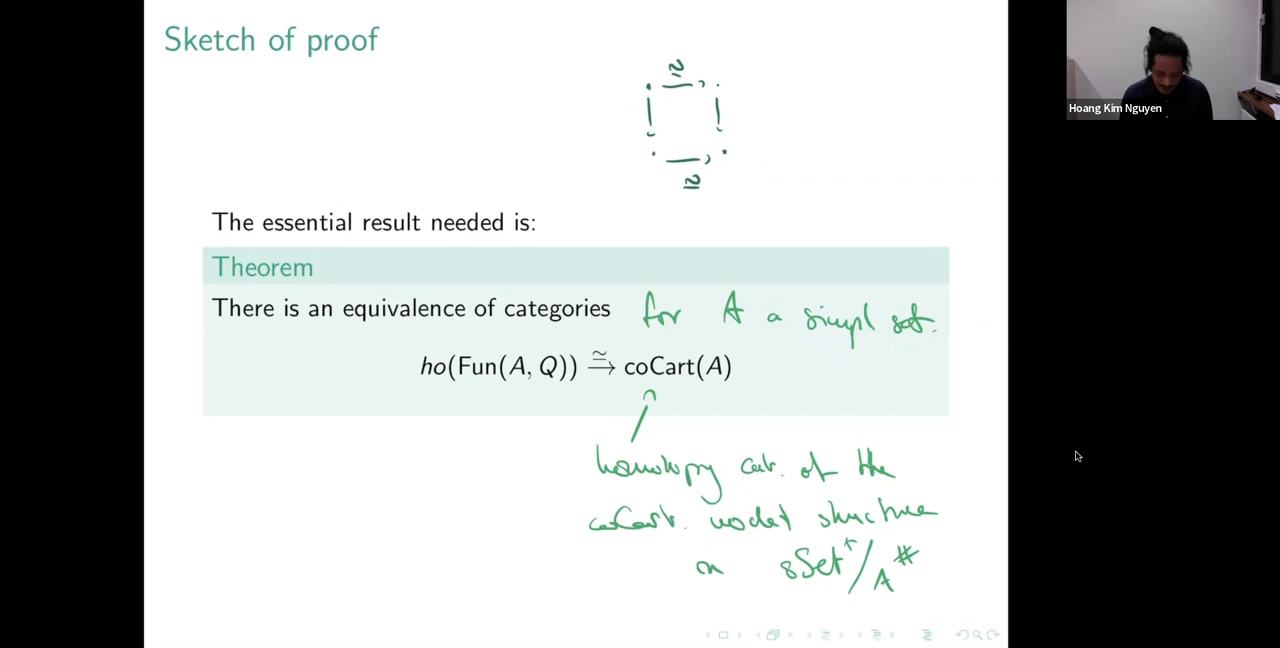 Sketch of proof
Hoang Kim Nguyen
≃
≃
The essential result needed is:
Theorem
There is an equivalence of categories for A a simpl set.
ho(Fun(A, Q)) ≃→ coCart(A)
homotopy cat. of the
coCart. model structure
on sSet⁺/A^#